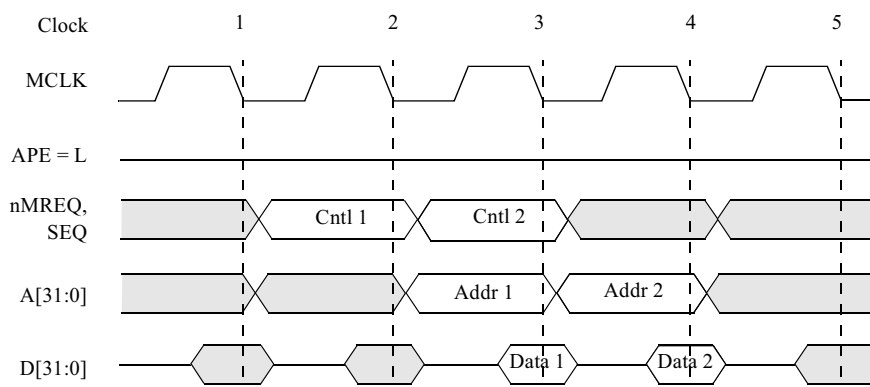 Clock 1 2 3 4 5
MCLK
APE = L
nMREQ,
SEQ
Cntl 1 Cntl 2
A[31:0] Addr 1 Addr 2
D[31:0] Data 1 Data 2